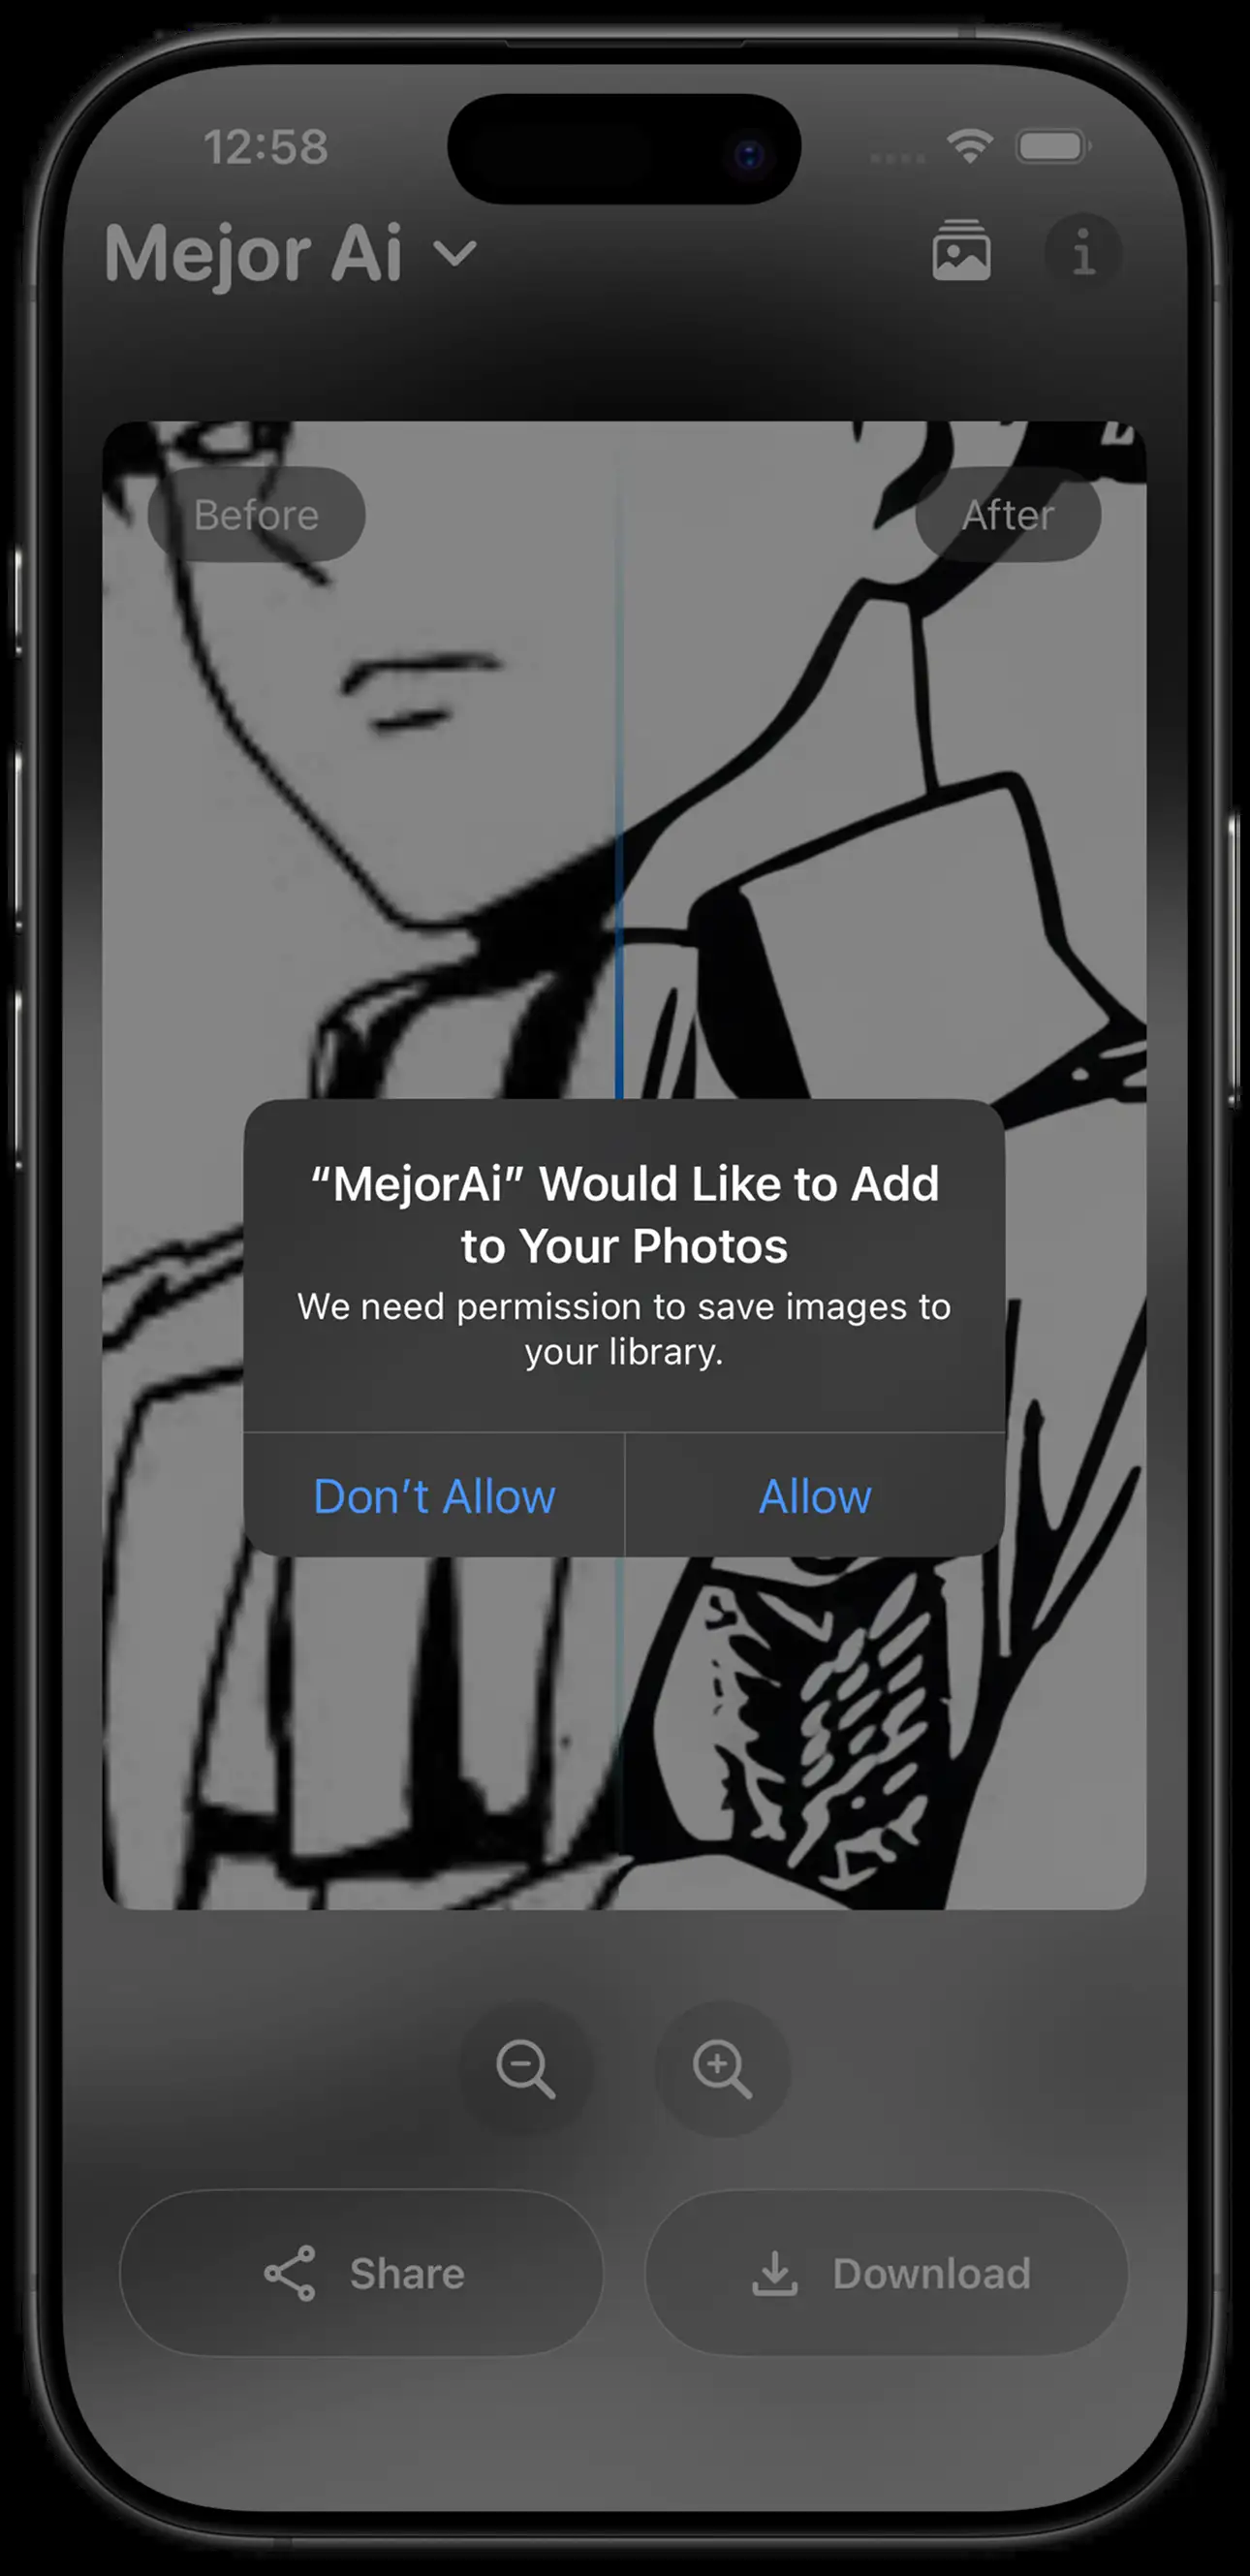 12:58
Mejor Ai
Before
After
“MejorAi” Would Like to Add
to Your Photos
We need permission to save images to
your library.
Don’t Allow
Allow
Share
Download